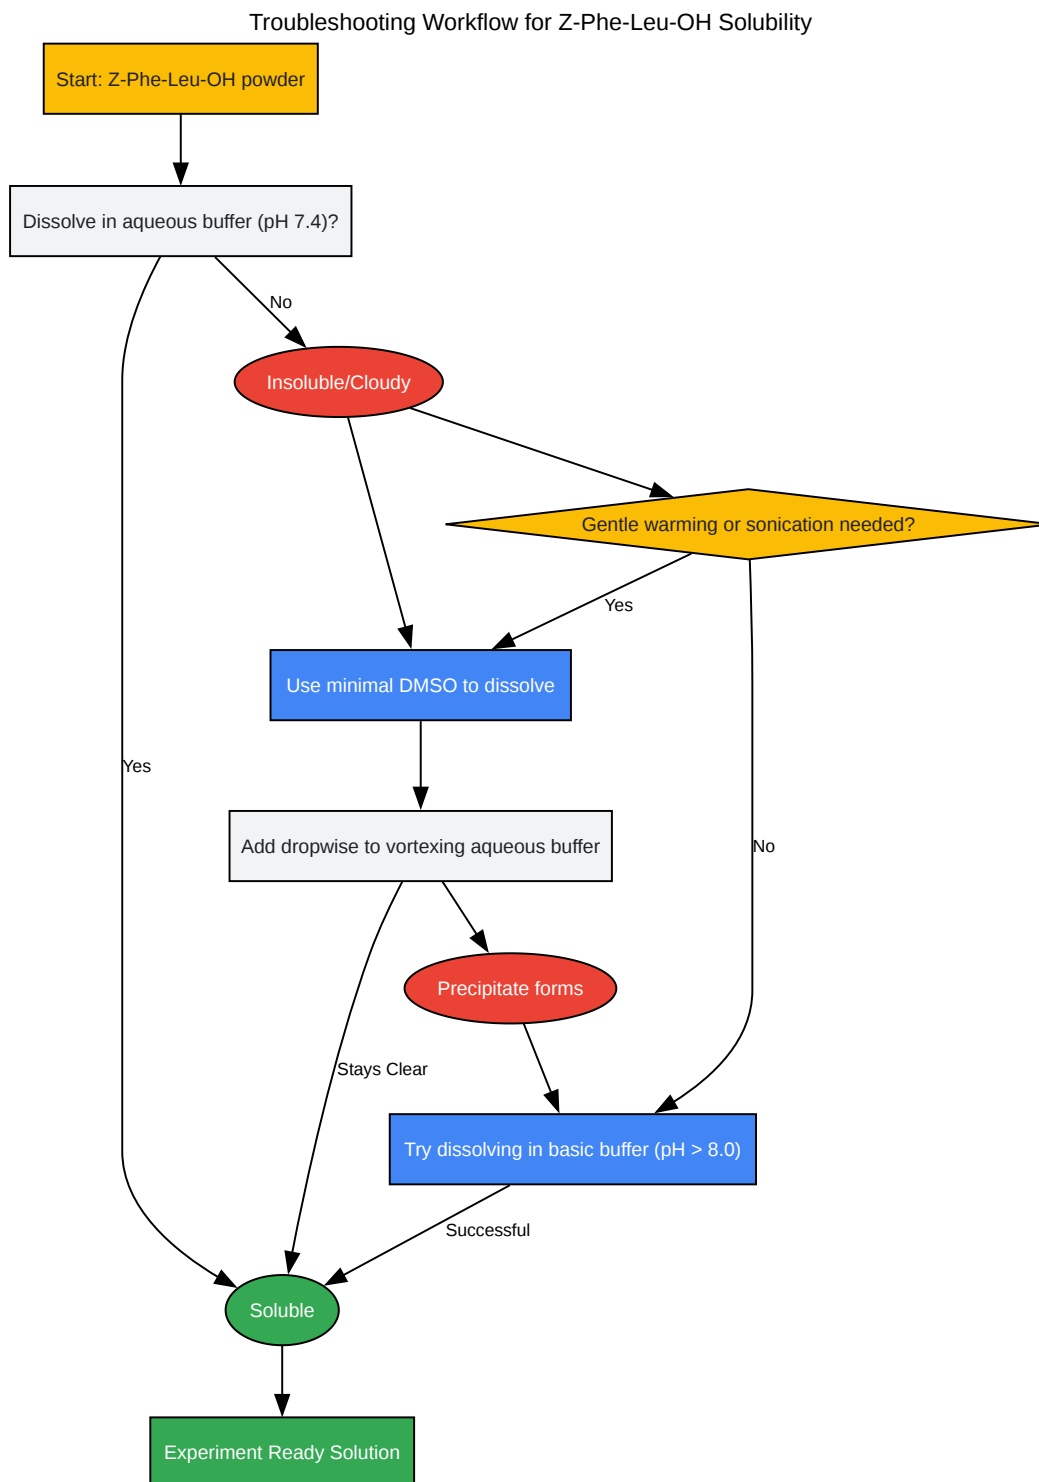 Troubleshooting Workflow for Z-Phe-Leu-OH Solubility
Start: Z-Phe-Leu-OH powder
Dissolve in aqueous buffer (pH 7.4)?
No
Insoluble/Cloudy
Gentle warming or sonication needed?
Yes
Use minimal DMSO to dissolve
Yes
Add dropwise to vortexing aqueous buffer
No
Precipitate forms
Stays Clear
Try dissolving in basic buffer (pH > 8.0)
Successful
Soluble
Experiment Ready Solution